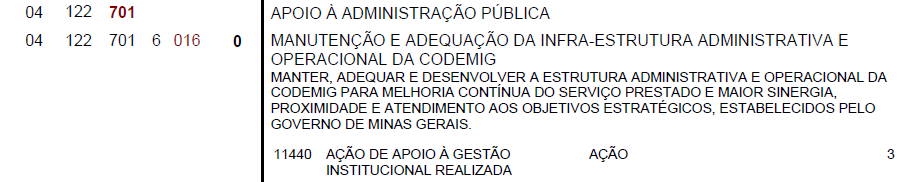 04 122 701 APOIO À ADMINISTRAÇÃO PÚBLICA
04 122 701 6 016 0 MANUTENÇÃO E ADEQUAÇÃO DA INFRA-ESTRUTURA ADMINISTRATIVA E
OPERACIONAL DA CODEMIG
MANTER, ADEQUAR E DESENVOLVER A ESTRUTURA ADMINISTRATIVA E OPERACIONAL DA
CODEMIG PARA MELHORIA CONTÍNUA DO SERVIÇO PRESTADO E MAIOR SINERGIA,
PROXIMIDADE E ATENDIMENTO AOS OBJETIVOS ESTRATÉGICOS, ESTABELECIDOS PELO
GOVERNO DE MINAS GERAIS.
11440 AÇÃO DE APOIO À GESTÃO AÇÃO 3
INSTITUCIONAL REALIZADA